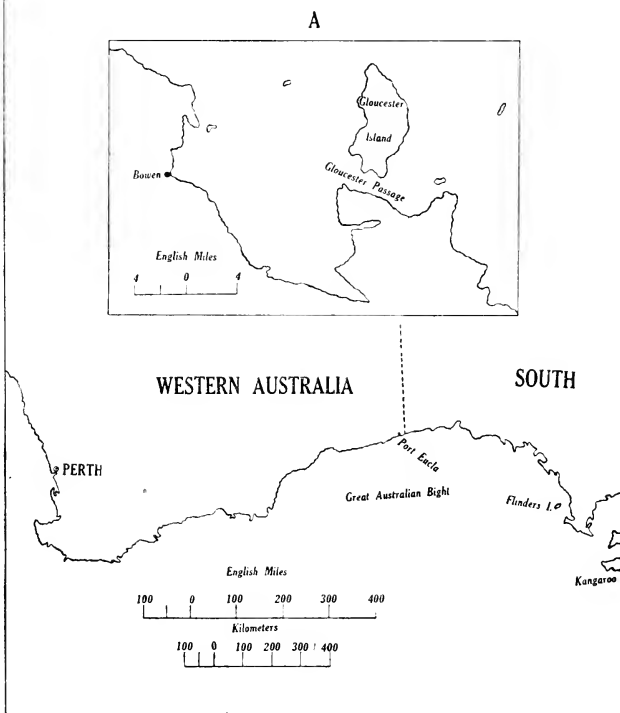 A
Gloucester
Island
Bowen
Gloucester Passage
English Miles
4 0 4
WESTERN AUSTRALIA
SOUTH
PERTH
Port Eucla
Great Australian Bight
Flinders I.
Kangaroo
English Miles
100 0 100 200 300 400
Kilometers
100 0 100 200 300 400